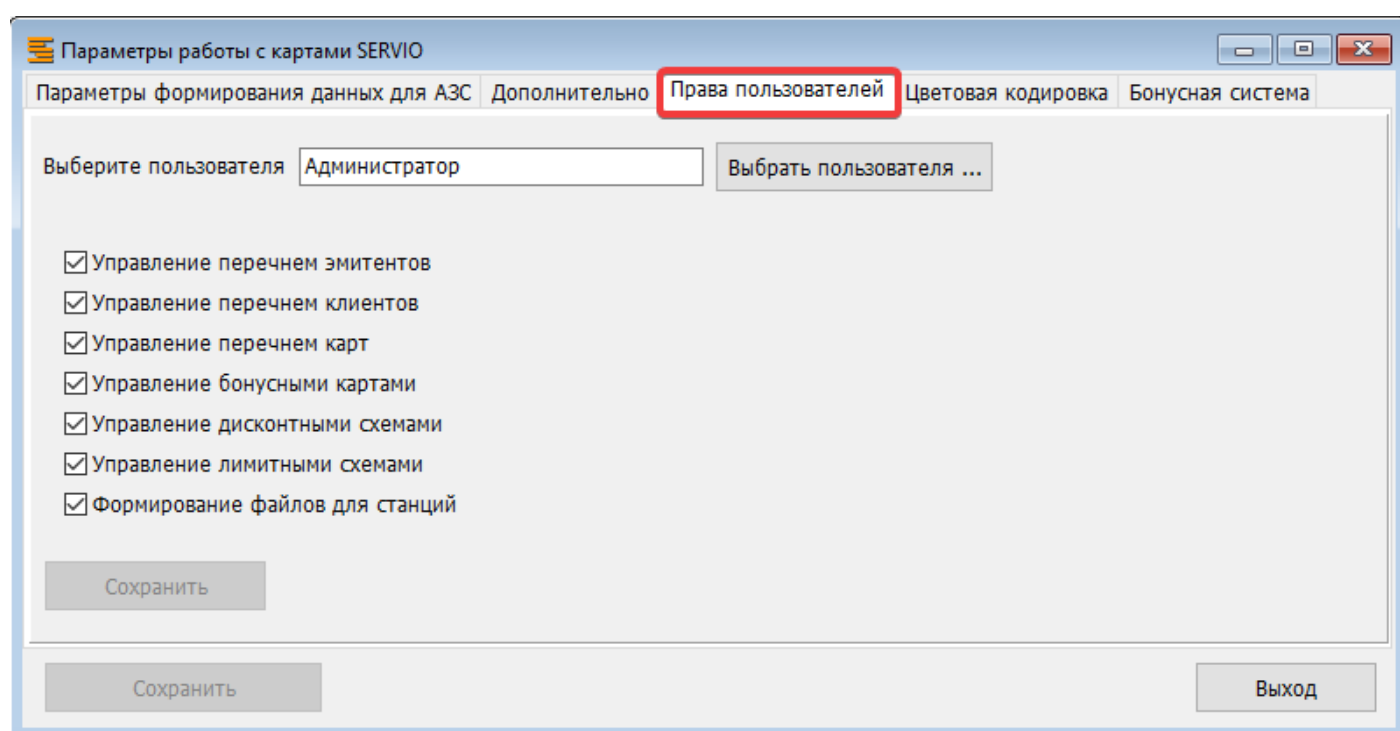 Параметры работы с картами SERVIO
Параметры формирования данных для АЗС Дополнительно Права пользователей Цветовая кодировка Бонусная система
Выберите пользователя Администратор Выбрать пользователя ...
Управление перечнем эмитентов
Управление перечнем клиентов
Управление перечнем карт
Управление бонусными картами
Управление дисконтными схемами
Управление лимитными схемами
Формирование файлов для станций
Сохранить
Сохранить Выход